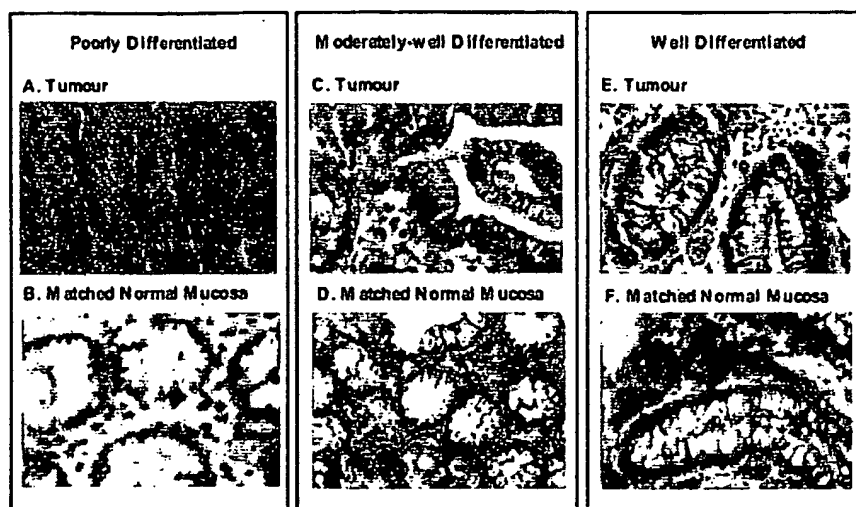 Poorly Differentiated
A. Tumour
B. Matched Normal Mucosa
Moderately-well Differentiated
C. Tumour
D. Matched Normal Mucosa
Well Differentiated
E. Tumour
F. Matched Normal Mucosa